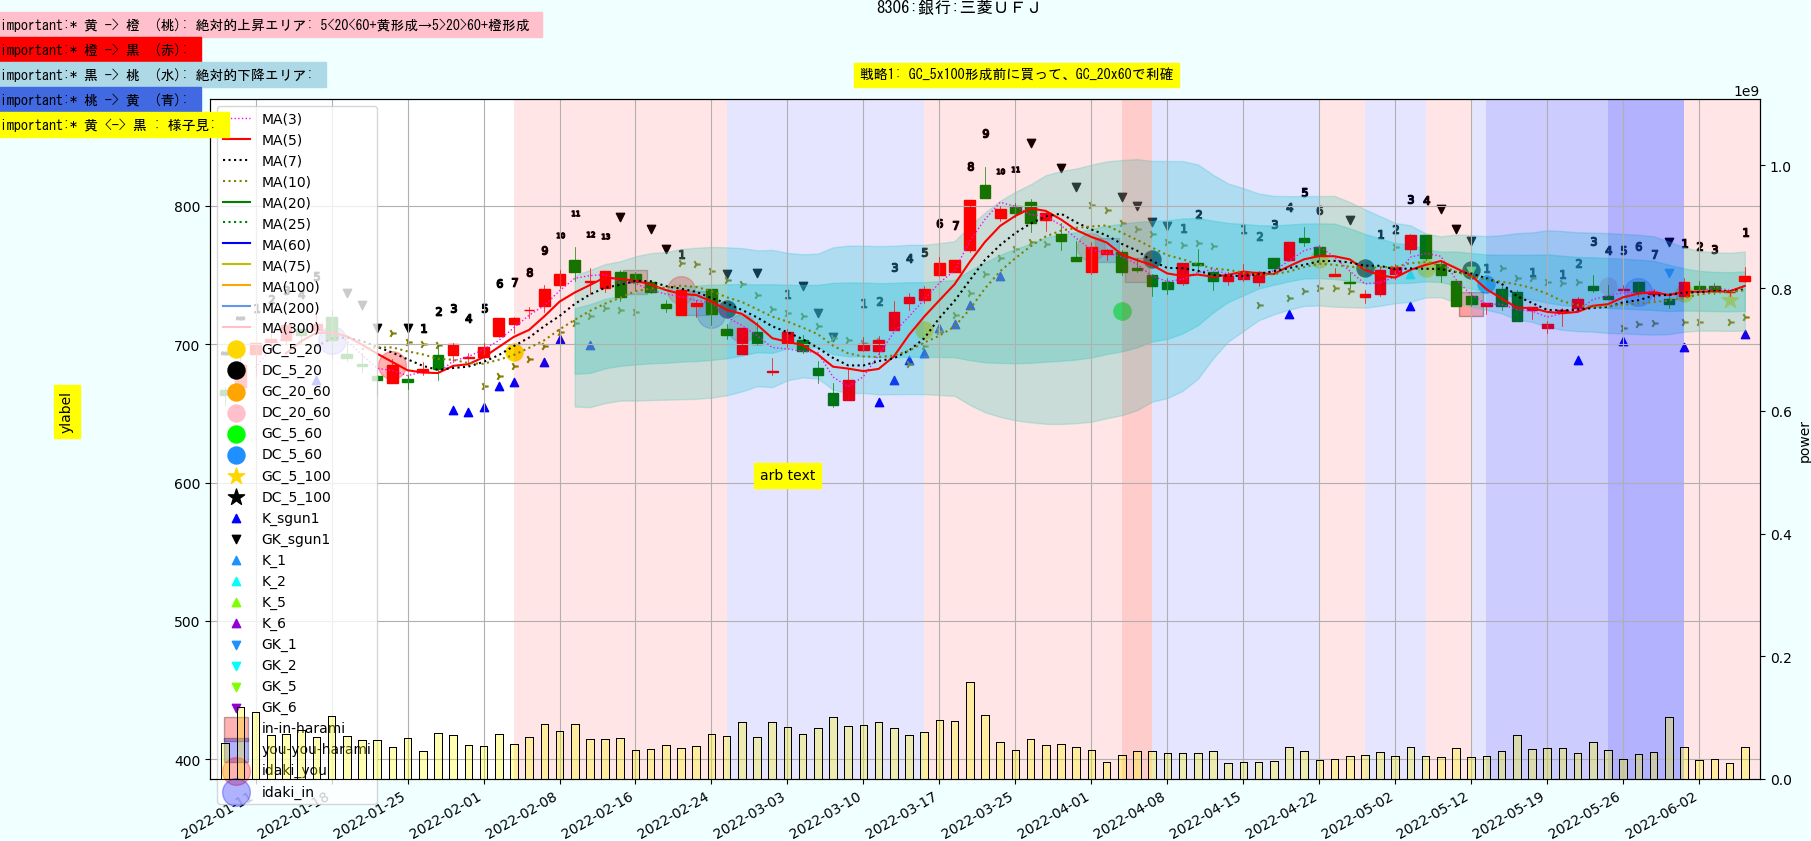 8306:銀行:三菱ＵＦＪ
important:* 黄 -> 橙 (桃): 絶対的上昇エリア: 5<20<60+黄形成→5>20>60+橙形成
important:* 橙 -> 黒 (赤):
important:* 黒 -> 桃 (水): 絶対的下降エリア:
important:* 桃 -> 黄 (青):
important:* 黄 <-> 黒 : 様子見:
戦略1: GC_5x100形成前に買って、GC_20x60で利確
1e9
MA(3)
MA(5)
MA(7)
MA(10)
MA(20)
MA(25)
MA(60)
MA(75)
MA(100)
MA(200)
MA(300)
GC_5_20
DC_5_20
GC_20_60
DC_20_60
GC_5_60
DC_5_60
GC_5_100
DC_5_100
K_sgun1
GK_sgun1
K_1
K_2
K_5
K_6
GK_1
GK_2
GK_5
GK_6
in-in-harami
you-you-harami
idaki_you
idaki_in
800
700
600
500
400
ylabel
arb text
1.0
0.8
0.6
0.4
0.2
0.0
power
2022-01-11
2022-01-18
2022-01-25
2022-02-01
2022-02-08
2022-02-16
2022-02-24
2022-03-03
2022-03-10
2022-03-17
2022-03-25
2022-04-01
2022-04-08
2022-04-15
2022-04-22
2022-05-02
2022-05-12
2022-05-19
2022-05-26
2022-06-02